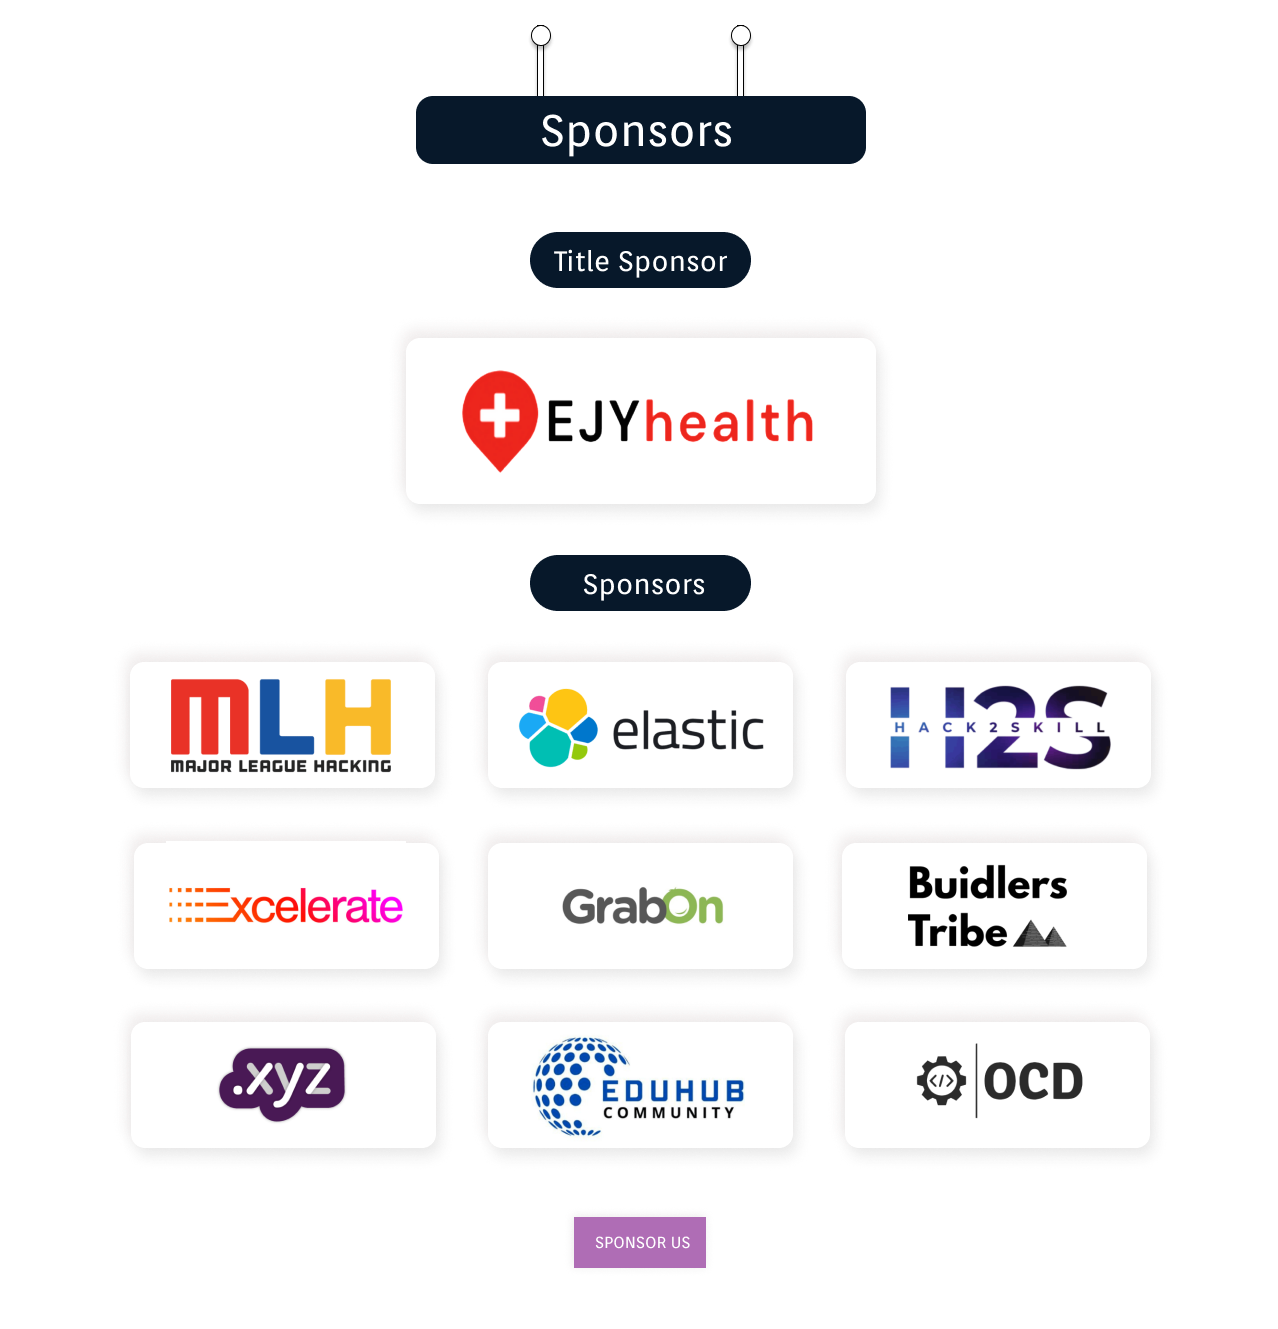 Sponsors
Title Sponsor
EJYhealth
Sponsors
MLH
MAJOR LEAGUE HACKING
elastic
H2S
HACK2SKILL
Excelerate
GrabOn
Buidlers
Tribe
.xyz
EDUHUB
COMMUNITY
</> OCD
SPONSOR US